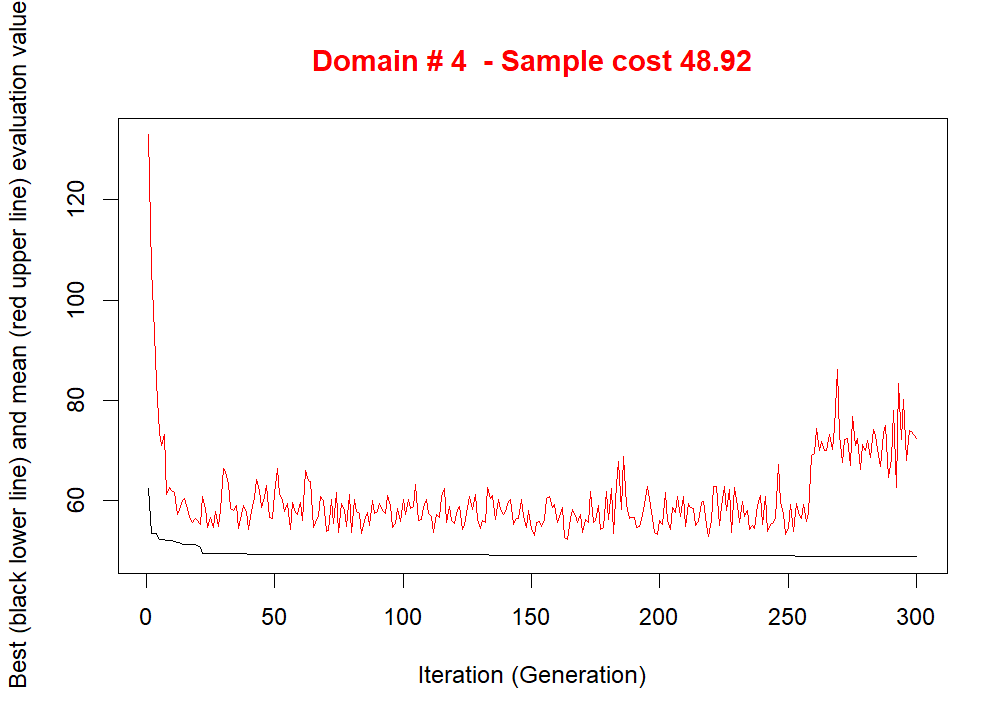 Domain # 4  - Sample cost 48.92
Best (black lower line) and mean (red upper line) evaluation value
120
100
80
60
0 50 100 150 200 250 300
Iteration (Generation)